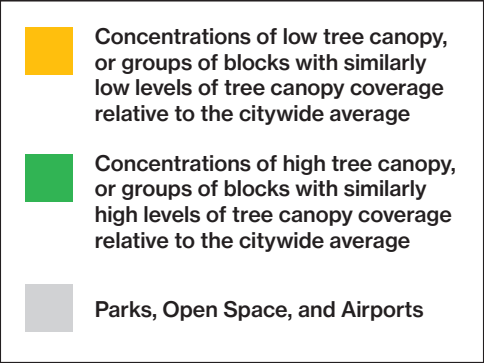 Concentrations of low tree canopy,
or groups of blocks with similarly
low levels of tree canopy coverage
relative to the citywide average
Concentrations of high tree canopy,
or groups of blocks with similarly
high levels of tree canopy coverage
relative to the citywide average
Parks, Open Space, and Airports